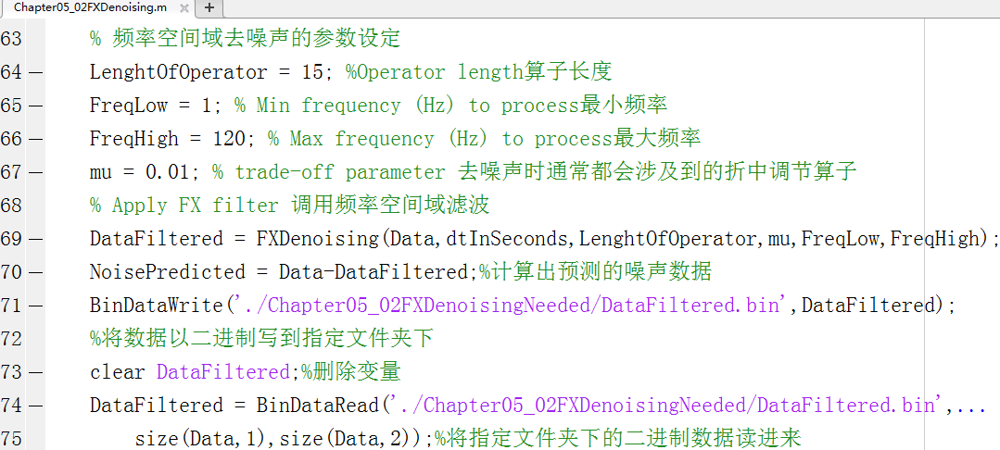 Chapter05_02FXDenoising.m × +
63 % 频率空间域去噪声的参数设定
64 — LenghtOfOperator = 15; %Operator length算子长度
65 — FreqLow = 1; % Min frequency (Hz) to process最小频率
66 — FreqHigh = 120; % Max frequency (Hz) to process最大频率
67 — mu = 0.01; % trade-off parameter 去噪声时通常都会涉及到的折中调节算子
68 % Apply FX filter 调用频率空间域滤波
69 — DataFiltered = FXDenoising(Data,dtInSeconds,LenghtOfOperator,mu,FreqLow,FreqHigh);
70 — NoisePredicted = Data-DataFiltered;%计算出预测的噪声数据
71 — BinDataWrite('./Chapter05_02FXDenoisingNeeded/DataFiltered.bin',DataFiltered);
72 %将数据以二进制写到指定文件夹下
73 — clear DataFiltered;%删除变量
74 — DataFiltered = BinDataRead('./Chapter05_02FXDenoisingNeeded/DataFiltered.bin',...
75 size(Data,1),size(Data,2));%将指定文件夹下的二进制数据读进来